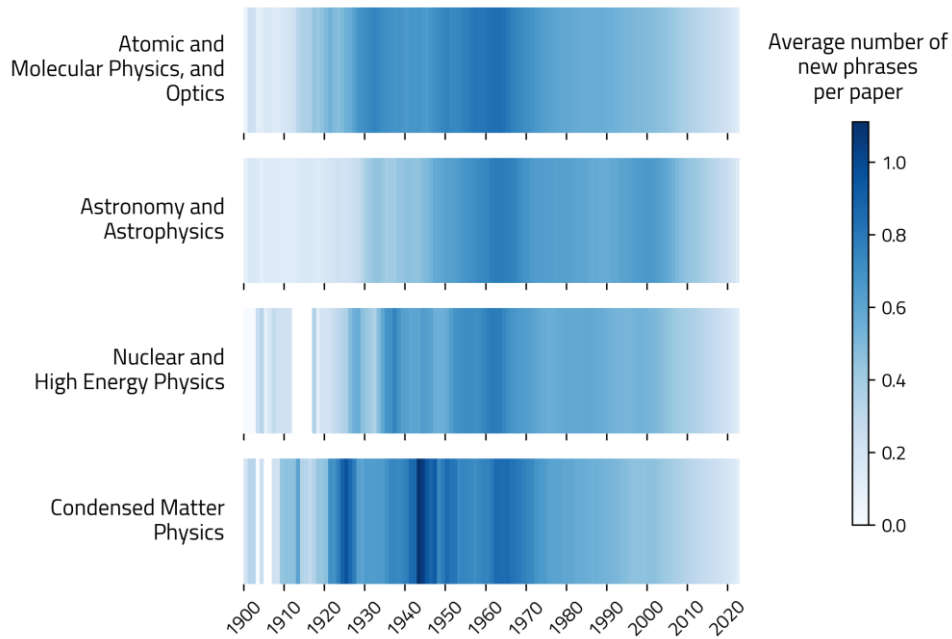 Atomic and
Molecular Physics, and
Optics
Astronomy and
Astrophysics
Nuclear and
High Energy Physics
Condensed Matter
Physics
1900 1910 1920 1930 1940 1950 1960 1970 1980 1990 2000 2010 2020
Average number of
new phrases
per paper
1.0
0.8
0.6
0.4
0.2
0.0